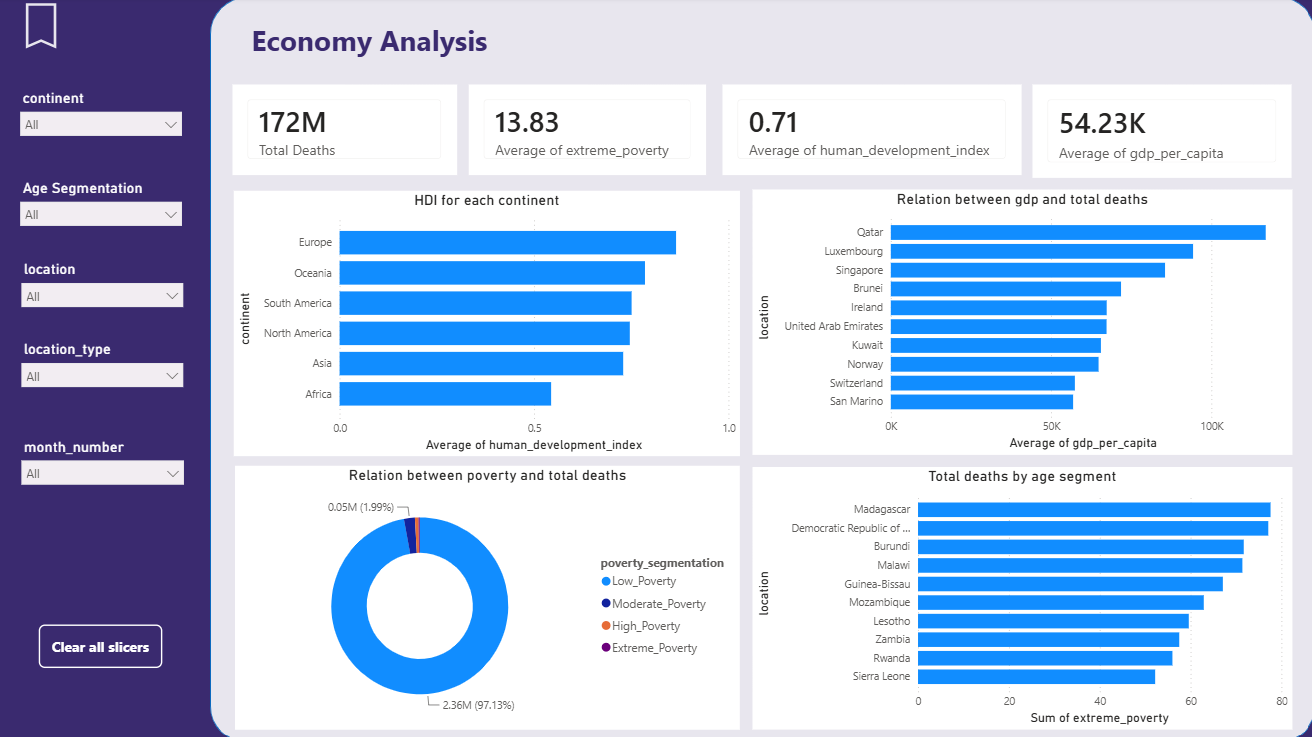 Economy Analysis
continent
All
Age Segmentation
All
location
All
location_type
All
month_number
All
Clear all slicers
172M
Total Deaths
13.83
Average of extreme_poverty
0.71
Average of human_development_index
54.23K
Average of gdp_per_capita
HDI for each continent
continent
Europe
Oceania
South America
North America
Asia
Africa
0.0 0.5 1.0
Average of human_development_index
Relation between gdp and total deaths
location
Qatar
Luxembourg
Singapore
Brunei
Ireland
United Arab Emirates
Kuwait
Norway
Switzerland
San Marino
0K 50K 100K
Average of gdp_per_capita
Relation between poverty and total deaths
0.05M (1.99%)
2.36M (97.13%)
poverty_segmentation
Low_Poverty
Moderate_Poverty
High_Poverty
Extreme_Poverty
Total deaths by age segment
location
Madagascar
Democratic Republic of ...
Burundi
Malawi
Guinea-Bissau
Mozambique
Lesotho
Zambia
Rwanda
Sierra Leone
0 20 40 60 80
Sum of extreme_poverty